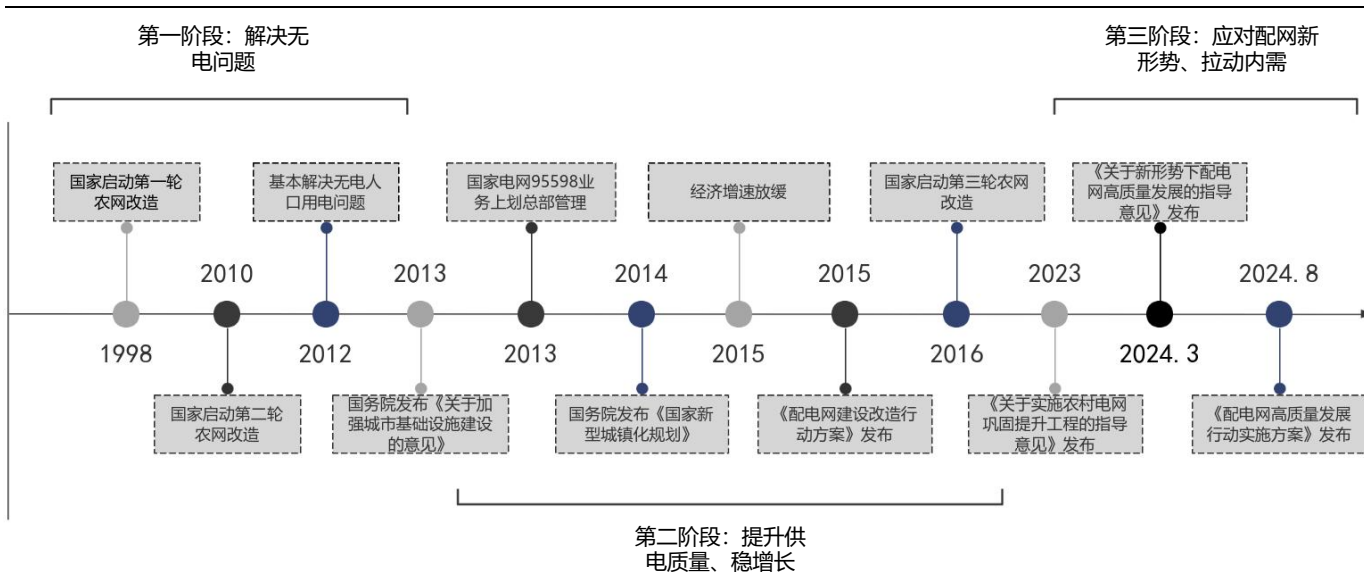 第一阶段：解决无
电问题
第三阶段：应对配网新
形势、拉动内需
国家启动第一轮
农网改造
基本解决无电人
口用电问题
国家电网95598业
务上划总部管理
经济增速放缓
国家启动第三轮农网
改造
《关于新形势下配电
网高质量发展的指导
意见》发布
2010
2013
2014
2015
2023
2024. 8
1998
2012
2013
2015
2016
2024. 3
国家启动第二轮
农网改造
国务院发布《关于加
强城市基础设施建设
的意见》
国务院发布《国家新
型城镇化规划》
《配电网建设改造行
动方案》发布
《关于实施农村电网
巩固提升工程的指导
意见》发布
《配电网高质量发展
行动实施方案》发布
第二阶段：提升供
电质量、稳增长